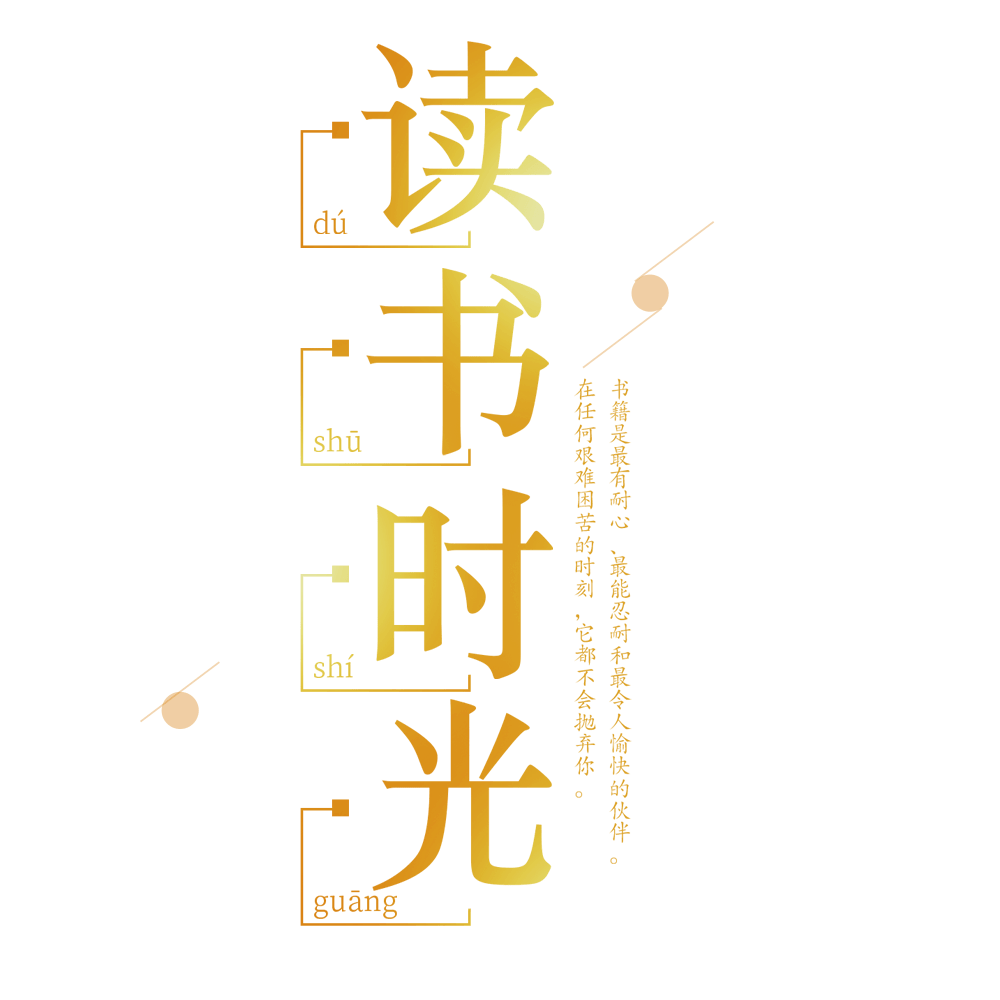 读
dú
书
shū
时
shí
光
guāng
书籍是最有耐心、最能忍耐和最令人愉快的伙伴。
在任何艰难困苦的时刻,它都不会抛弃你。